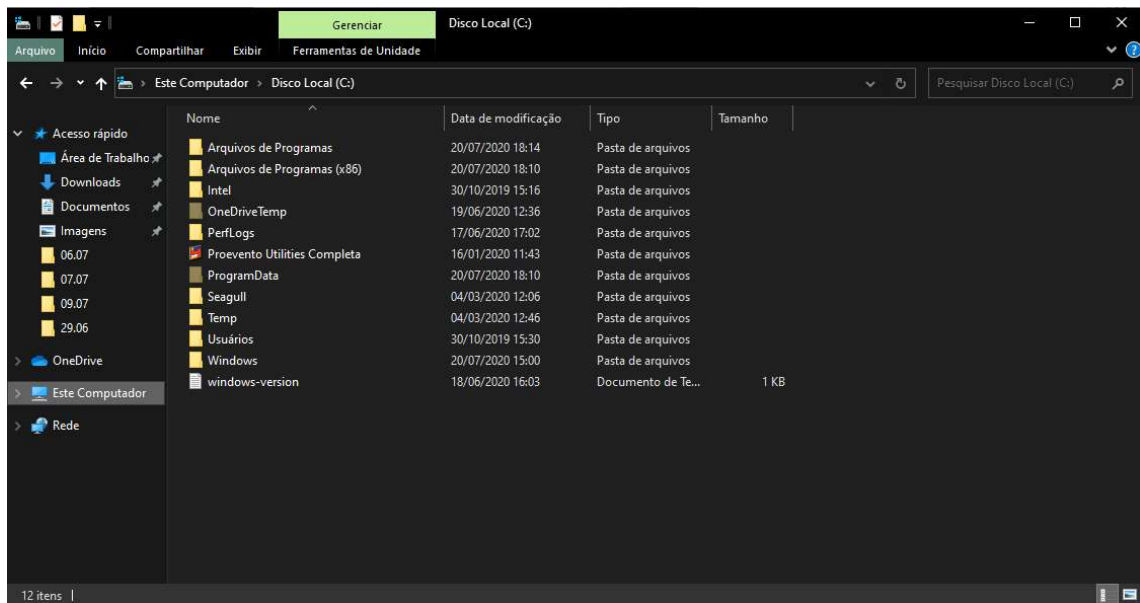 Gerenciar Disco Local (C:)
Arquivo Início Compartilhar Exibir Ferramentas de Unidade
Este Computador > Disco Local (C:) Pesquisar Disco Local (C:)
Nome Data de modificação Tipo Tamanho
Acesso rápido
Área de Trabalho
Downloads
Documentos
Imagens
06.07
07.07
09.07
29.06
OneDrive
Este Computador
Rede
Arquivos de Programas 20/07/2020 18:14 Pasta de arquivos
Arquivos de Programas (x86) 20/07/2020 18:10 Pasta de arquivos
Intel 30/10/2019 15:16 Pasta de arquivos
OneDriveTemp 19/06/2020 12:36 Pasta de arquivos
PerfLogs 17/06/2020 17:02 Pasta de arquivos
Proevento Utilities Completa 16/01/2020 11:43 Pasta de arquivos
ProgramData 20/07/2020 18:10 Pasta de arquivos
Seagull 04/03/2020 12:06 Pasta de arquivos
Temp 04/03/2020 12:46 Pasta de arquivos
Usuários 30/10/2019 15:30 Pasta de arquivos
Windows 20/07/2020 15:00 Pasta de arquivos
windows-version 18/06/2020 16:03 Documento de Te... 1 KB
12 itens